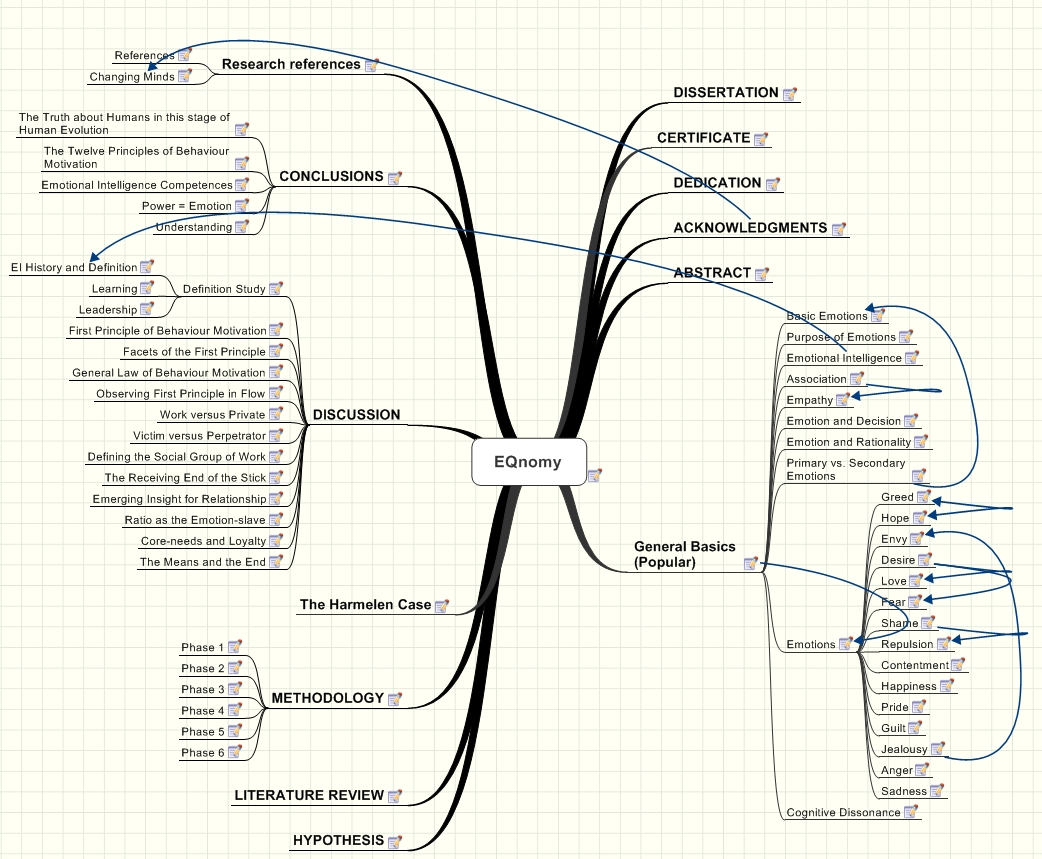 References
Changing Minds
Research references
The Truth about Humans in this stage of
Human Evolution
The Twelve Principles of Behaviour
Motivation
Emotional Intelligence Competences
Power = Emotion
Understanding
CONCLUSIONS
EI History and Definition
Learning
Leadership
Definition Study
First Principle of Behaviour Motivation
Facets of the First Principle
General Law of Behaviour Motivation
Observing First Principle in Flow
Work versus Private
Victim versus Perpetrator
Defining the Social Group of Work
The Receiving End of the Stick
Emerging Insight for Relationship
Ratio as the Emotion-slave
Core-needs and Loyalty
The Means and the End
DISCUSSION
The Harmelen Case
Phase 1
Phase 2
Phase 3
Phase 4
Phase 5
Phase 6
METHODOLOGY
LITERATURE REVIEW
HYPOTHESIS
EQnomy
DISSERTATION
CERTIFICATE
DEDICATION
ACKNOWLEDGMENTS
ABSTRACT
General Basics
(Popular)
Basic Emotions
Purpose of Emotions
Emotional Intelligence
Association
Empathy
Emotion and Decision
Emotion and Rationality
Primary vs. Secondary
Emotions
Emotions
Greed
Hope
Envy
Desire
Love
Fear
Shame
Repulsion
Contentment
Happiness
Pride
Guilt
Jealousy
Anger
Sadness
Cognitive Dissonance